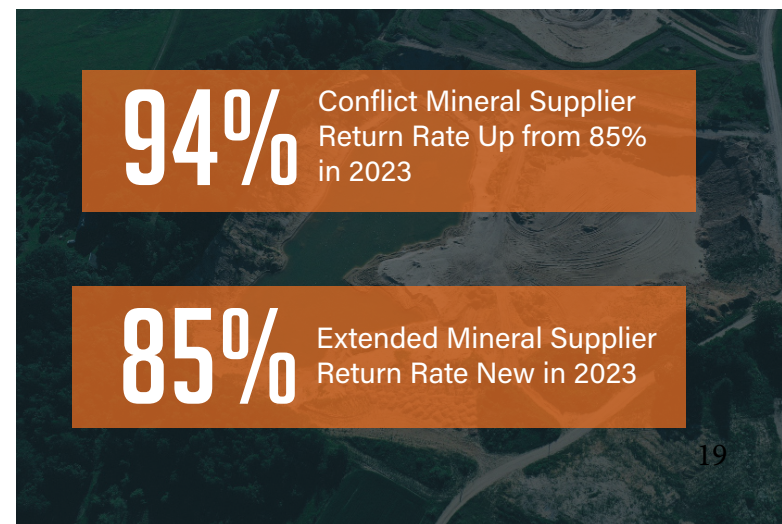 94%
Conflict Mineral Supplier
Return Rate Up from 85%
in 2023
85%
Extended Mineral Supplier
Return Rate New in 2023
19